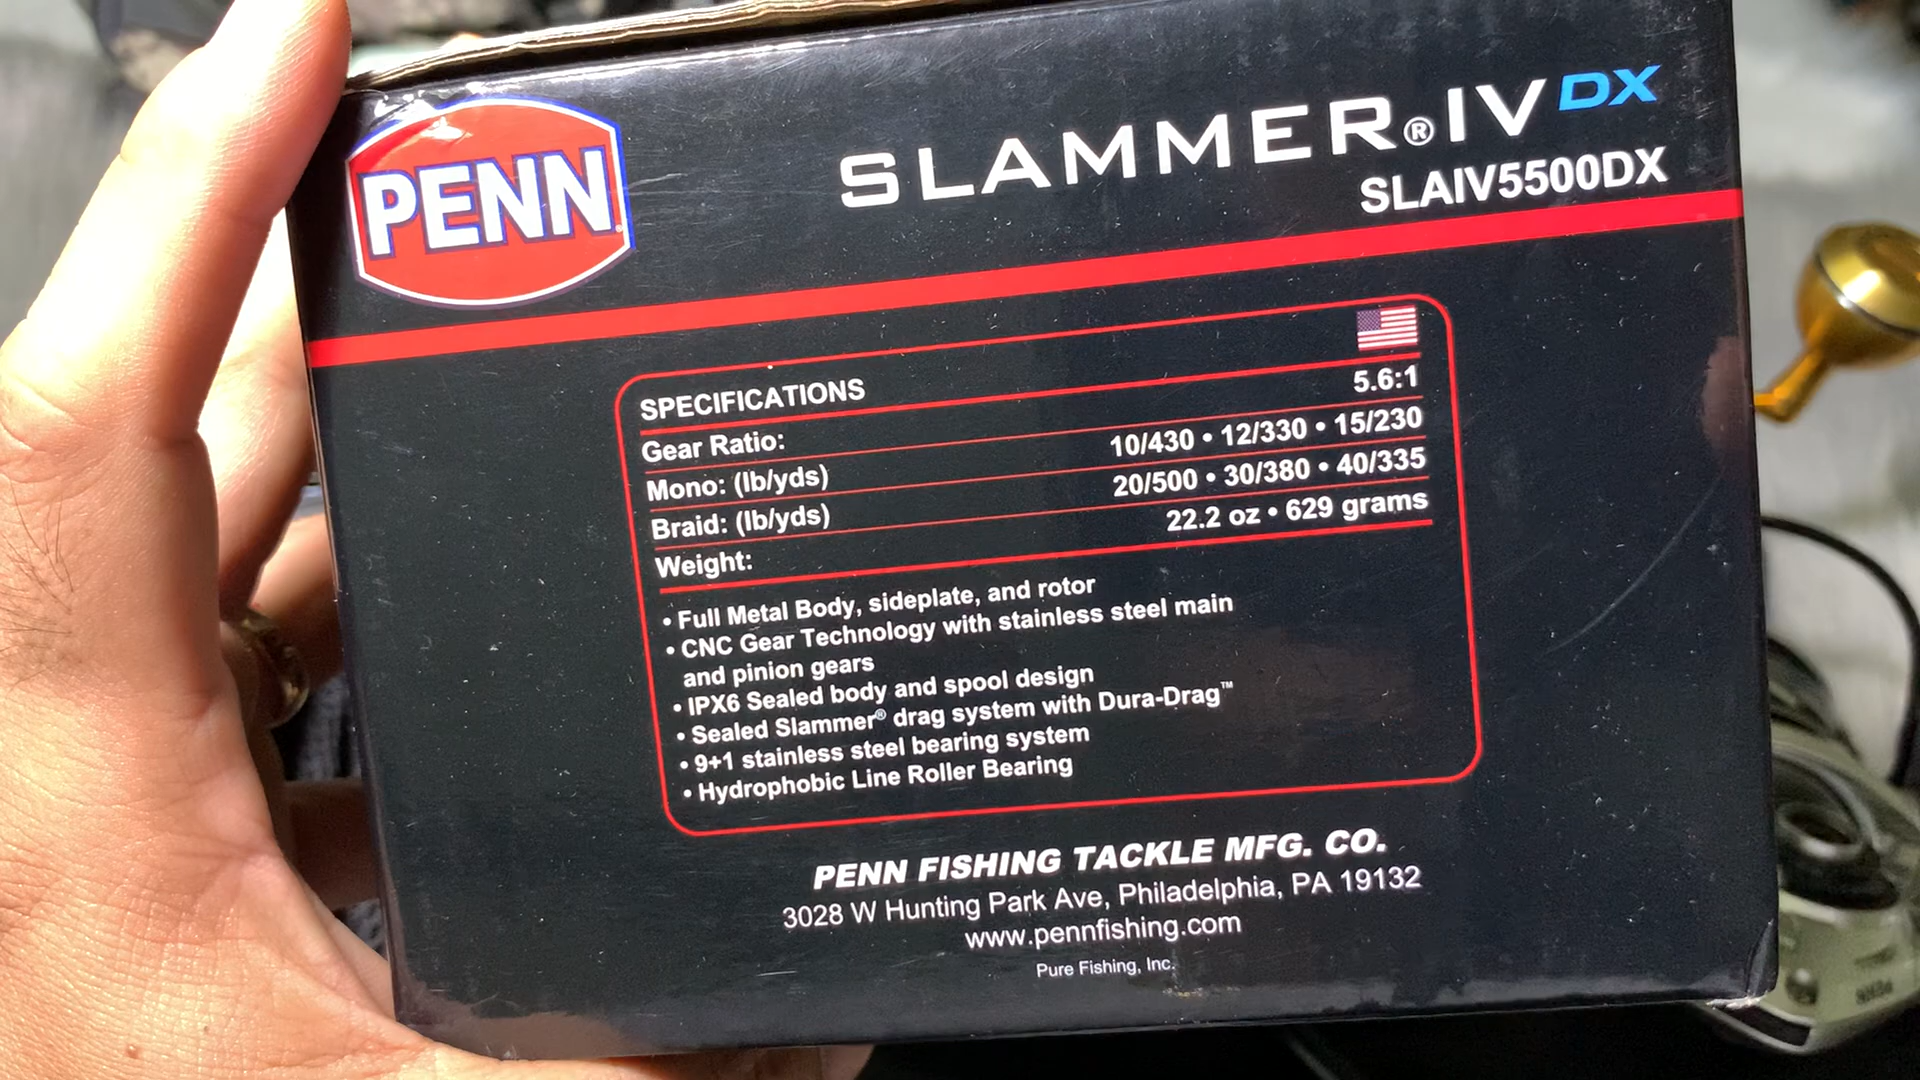 PENN
SLAMMER® IV DX
SLAIV5500DX
SPECIFICATIONS
Gear Ratio: 5.6:1
Mono: (lb/yds) 10/430 • 12/330 • 15/230
Braid: (lb/yds) 20/500 • 30/380 • 40/335
Weight: 22.2 oz • 629 grams
• Full Metal Body, sideplate, and rotor
• CNC Gear Technology with stainless steel main
and pinion gears
• IPX6 Sealed body and spool design
• Sealed Slammer® drag system with Dura-Drag™
• 9+1 stainless steel bearing system
• Hydrophobic Line Roller Bearing
PENN FISHING TACKLE MFG. CO.
3028 W Hunting Park Ave, Philadelphia, PA 19132
www.pennfishing.com
Pure Fishing, Inc.